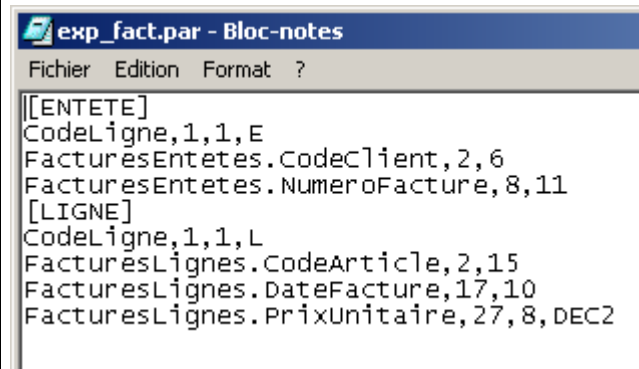 exp_fact.par - Bloc-notes
Fichier Edition Format ?
[ENTETE]
CodeLigne,1,1,E
FacturesEntetes.CodeClient,2,6
FacturesEntetes.NumeroFacture,8,11
[LIGNE]
CodeLigne,1,1,L
FacturesLignes.CodeArticle,2,15
FacturesLignes.DateFacture,17,10
FacturesLignes.PrixUnitaire,27,8,DEC2